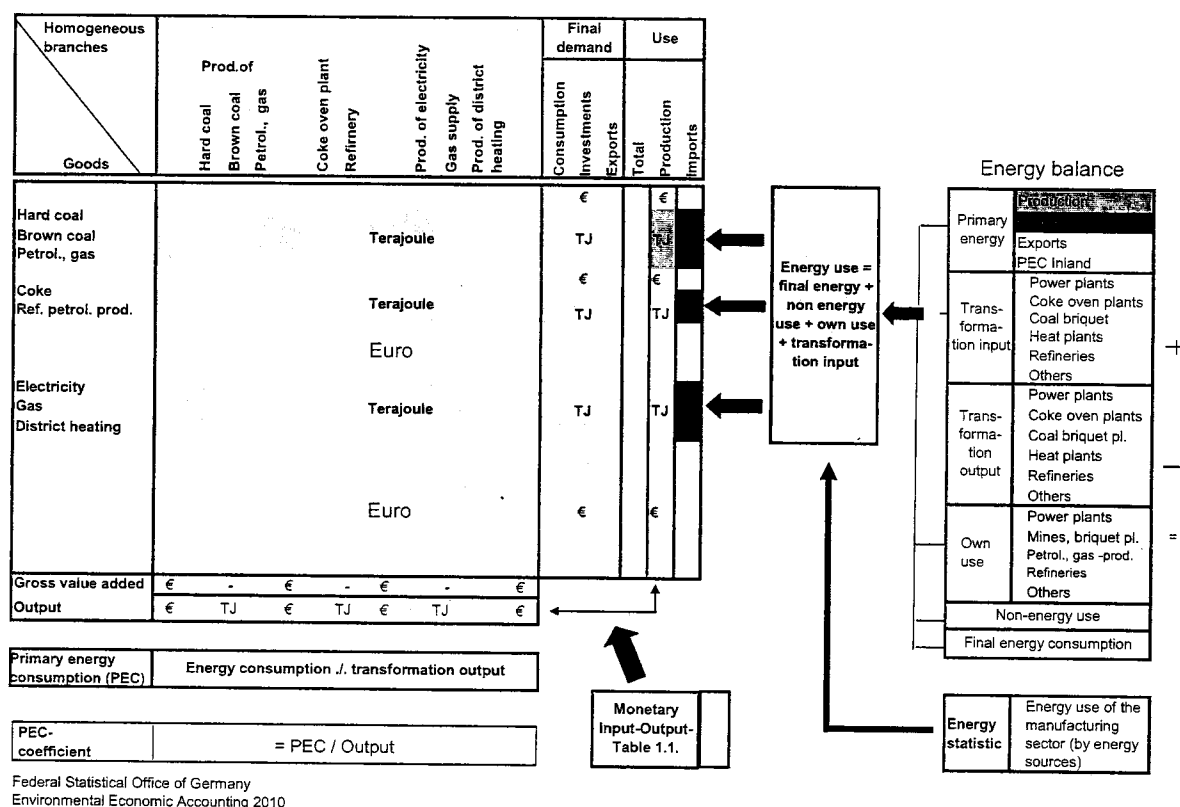 Homogeneous
branches
Goods
Prod.of
Hard coal
Brown coal
Petrol., gas
Coke oven plant
Refirnery
Prod. of electricity
Gas supply
Prod. of district
heating
Final
demand
Use
Consumption
Investments
Exports
Total
Production
Imports
€ €
Hard coal
Brown coal
Petrol., gas
Terajoule TJ TJ
€ €
Coke
Ref. petrol. prod.
Terajoule TJ TJ
Euro
Electricity
Gas
District heating
Terajoule TJ TJ
Euro € €
Gross value added € - € - € - €
Output € TJ € TJ € TJ €
Primary energy
consumption (PEC)
Energy consumption ./. transformation output
PEC-
coefficient
= PEC / Output
Federal Statistical Office of Germany
Environmental Economic Accounting 2010
Energy use =
final energy +
non energy
use + own use
+ transforma-
tion input
Monetary
Input-Output-
Table 1.1.
Energy balance
Primary
energy
Production
Exports
PEC Inland
Trans-
forma-
tion input
Power plants
Coke oven plants
Coal briquet
Heat plants
Refineries
Others
+
Trans-
forma-
tion
output
Power plants
Coke oven plants
Coal briquet pl.
Heat plants
Refineries
Others
–
Own
use
Power plants
Mines, briquet pl.
Petrol., gas -prod.
Refineries
Others
=
Non-energy use
Final energy consumption
Energy
statistic
Energy use of the
manufacturing
sector (by energy
sources)